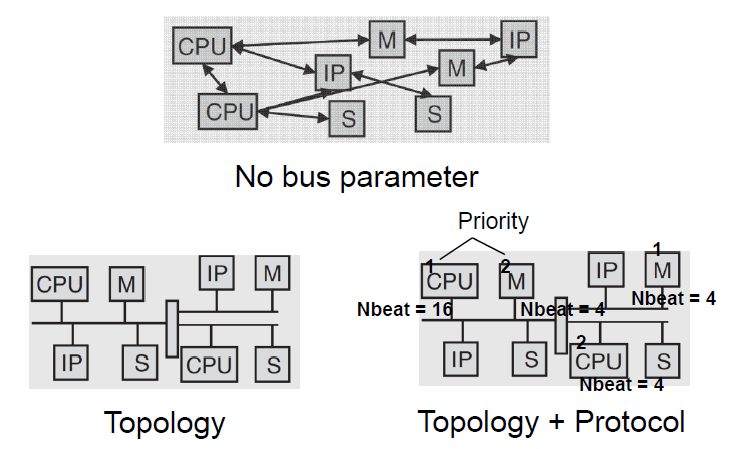 CPU
M
IP
IP
M
CPU
S
S
No bus parameter
Priority
CPU
M
IP
M
IP
S
CPU
S
Topology
1
CPU
2
M
IP
1
M
Nbeat = 16
Nbeat = 4
Nbeat = 4
IP
S
2
CPU
S
Nbeat = 4
Topology + Protocol